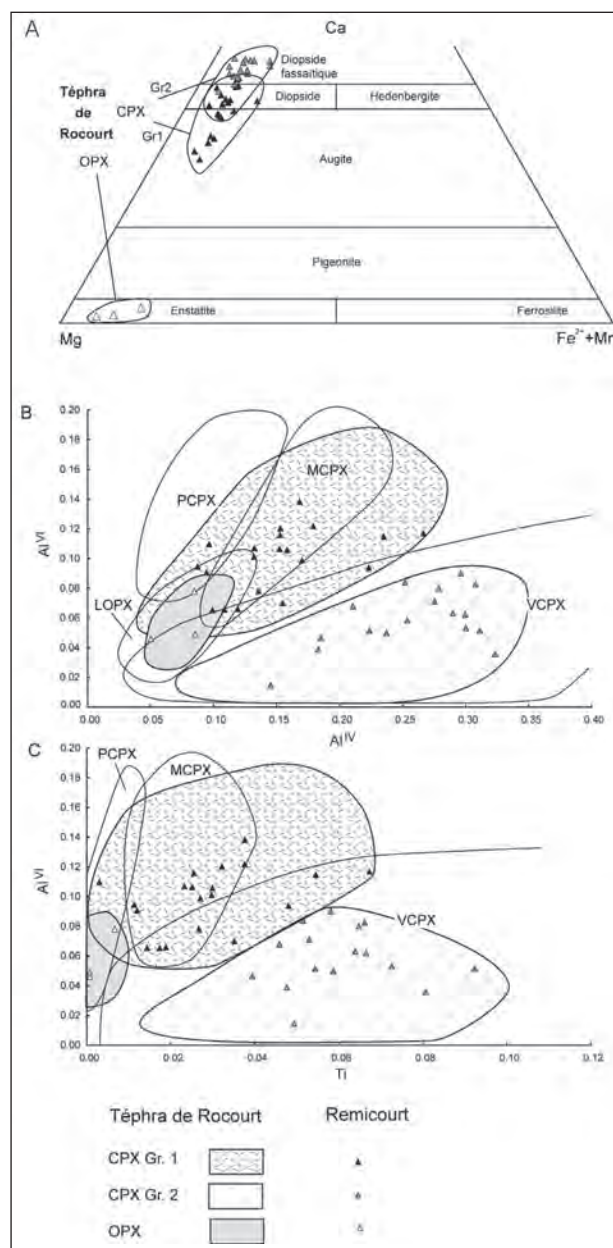 A
Ca
Diopside
fassaïtique
Gr2
Téphra
de
Rocourt
CPX
Gr1
OPX
Diopside
Hedenbergite
Augite
Pigeonite
Enstatite
Ferrosilite
Mg
Fe²⁺+Mn
B
0.20
0.18
0.16
0.14
0.12
0.10
0.08
0.06
0.04
0.02
0.00
Al^VI
PCPX
MCPX
LOPX
VCPX
0.00 0.05 0.10 0.15 0.20 0.25 0.30 0.35 0.40
Al^IV
C
0.20
0.18
0.16
0.14
0.12
0.10
0.08
0.06
0.04
0.02
0.00
Al^VI
PCPX
MCPX
VCPX
0.00 0.02 0.04 0.06 0.08 0.10 0.12
Ti
Téphra de Rocourt Remicourt
CPX Gr. 1
CPX Gr. 2
OPX